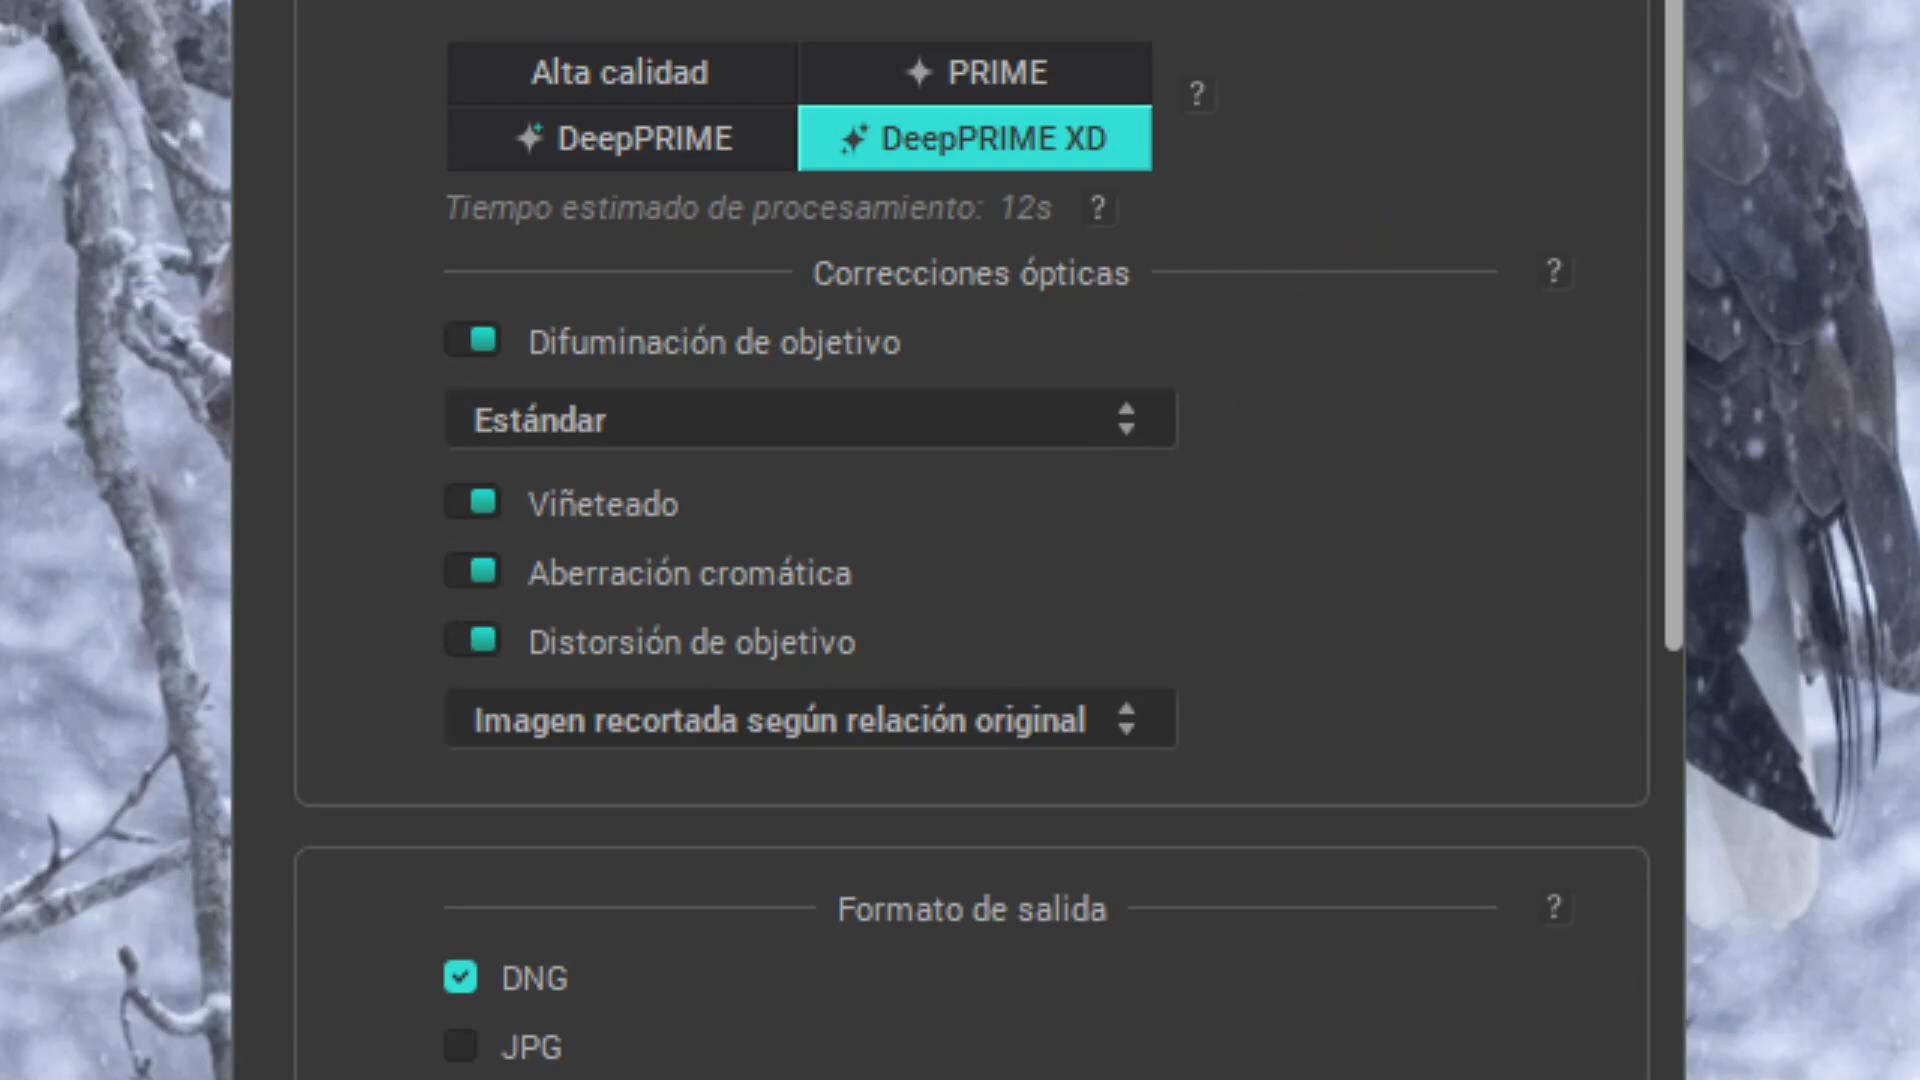 Alta calidad
PRIME
?
DeepPRIME
DeepPRIME XD
Tiempo estimado de procesamiento: 12s
?
Correcciones ópticas
?
Difuminación de objetivo
Estándar
Viñeteado
Aberración cromática
Distorsión de objetivo
Imagen recortada según relación original
Formato de salida
?
DNG
JPG